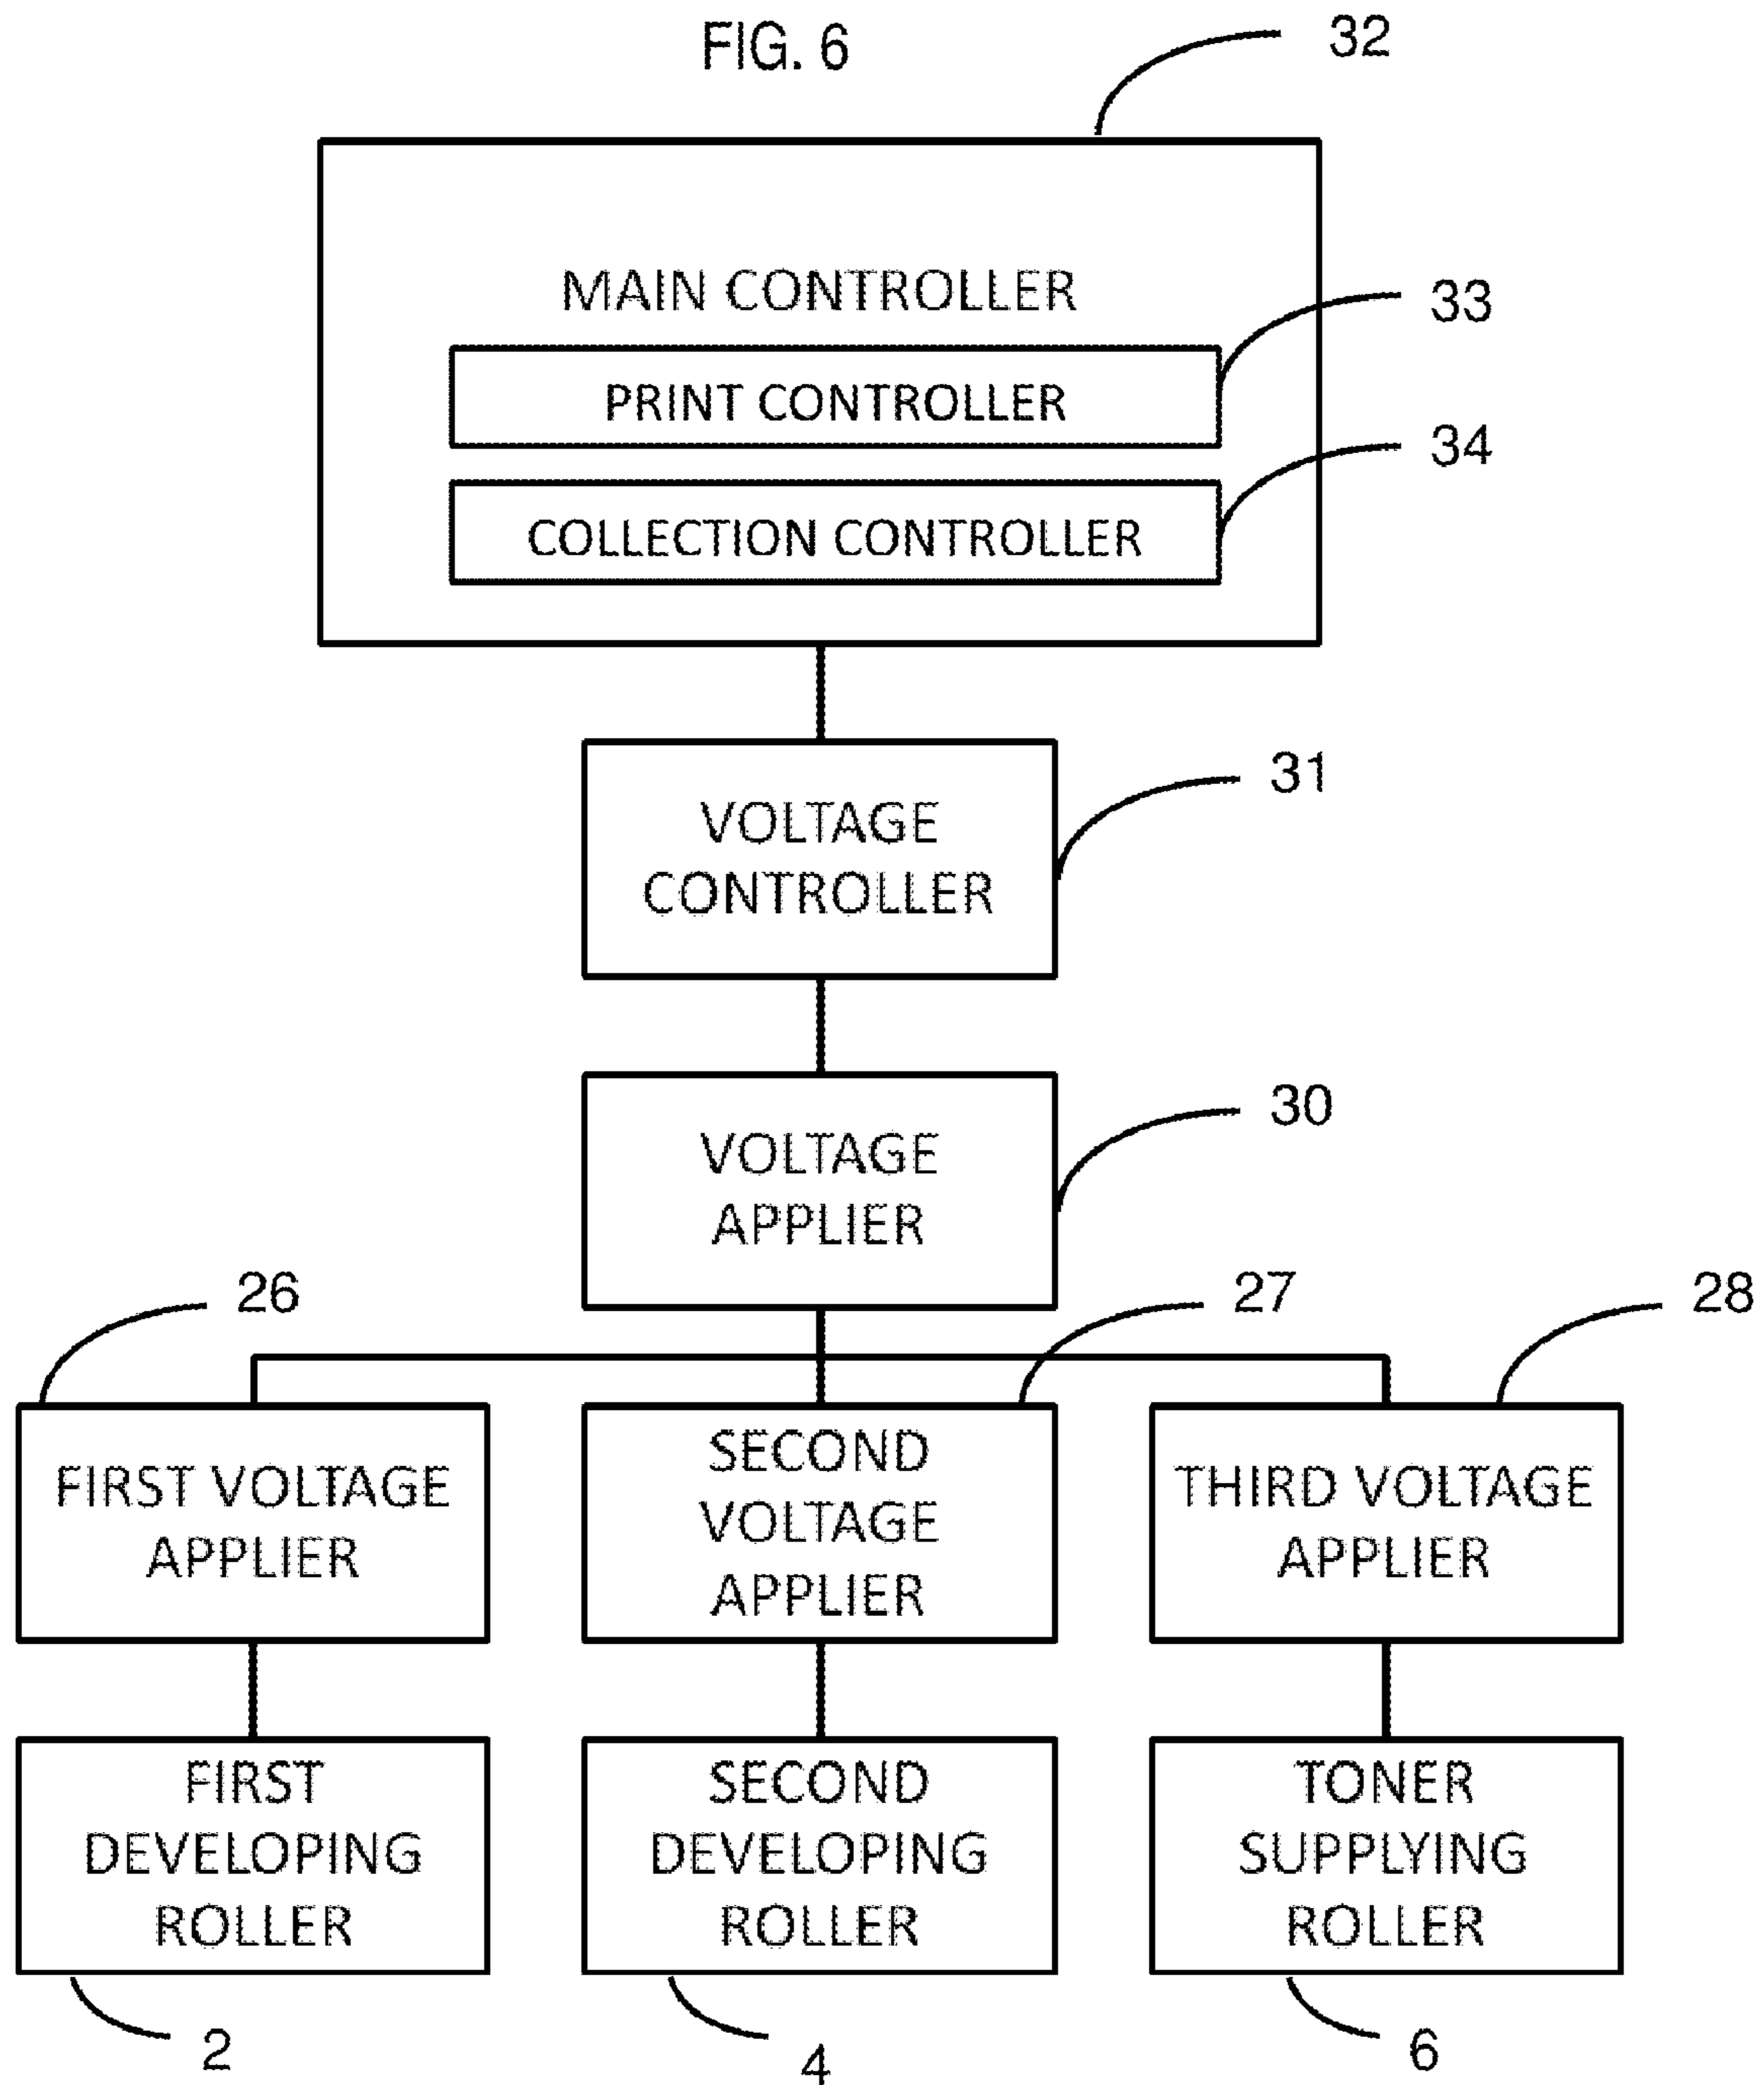 FIG. 6
32
MAIN CONTROLLER
33
PRINT CONTROLLER
34
COLLECTION CONTROLLER
31
VOLTAGE
CONTROLLER
30
VOLTAGE
APPLIER
26
27
28
FIRST VOLTAGE
APPLIER
SECOND
VOLTAGE
APPLIER
THIRD VOLTAGE
APPLIER
FIRST
DEVELOPING
ROLLER
SECOND
DEVELOPING
ROLLER
TONER
SUPPLYING
ROLLER
2
4
6